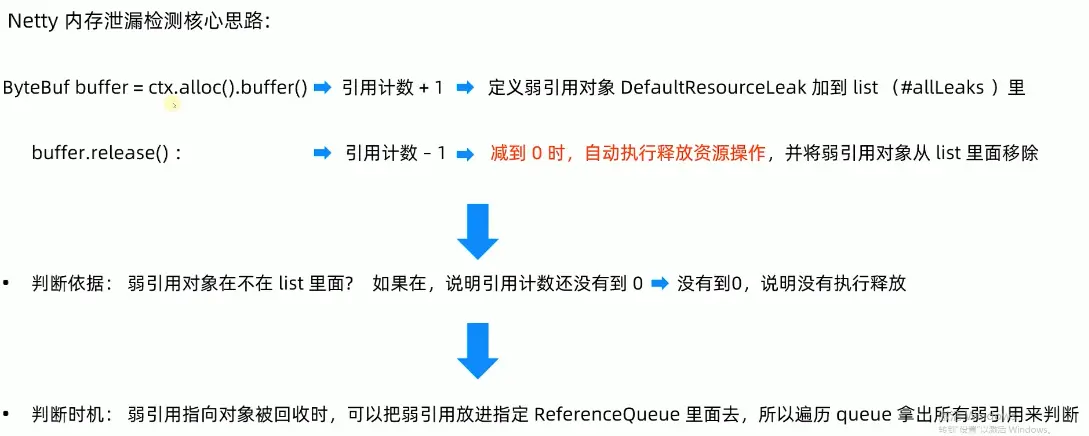 Netty 内存泄漏检测核心思路：
ByteBuf buffer = ctx.alloc().buffer() 引用计数 + 1 定义弱引用对象 DefaultResourceLeak 加到 list（#allLeaks ）里
buffer.release()： 引用计数 – 1 减到 0 时，自动执行释放资源操作，并将弱引用对象从 list 里面移除
• 判断依据： 弱引用对象在不在 list 里面? 如果在，说明引用计数还没有到 0 没有到0，说明没有执行释放
• 判断时机： 弱引用指向对象被回收时，可以把弱引用放进指定 ReferenceQueue 里面去，所以遍历 queue 拿出所有弱引用来判断
转到"设置"以激活 Windows。